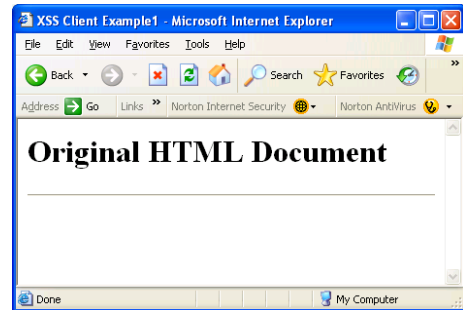 XSS Client Example1 - Microsoft Internet Explorer
File Edit View Favorites Tools Help
Back Search Favorites »
Address Go Links » Norton Internet Security Norton AntiVirus
Original HTML Document
Done My Computer